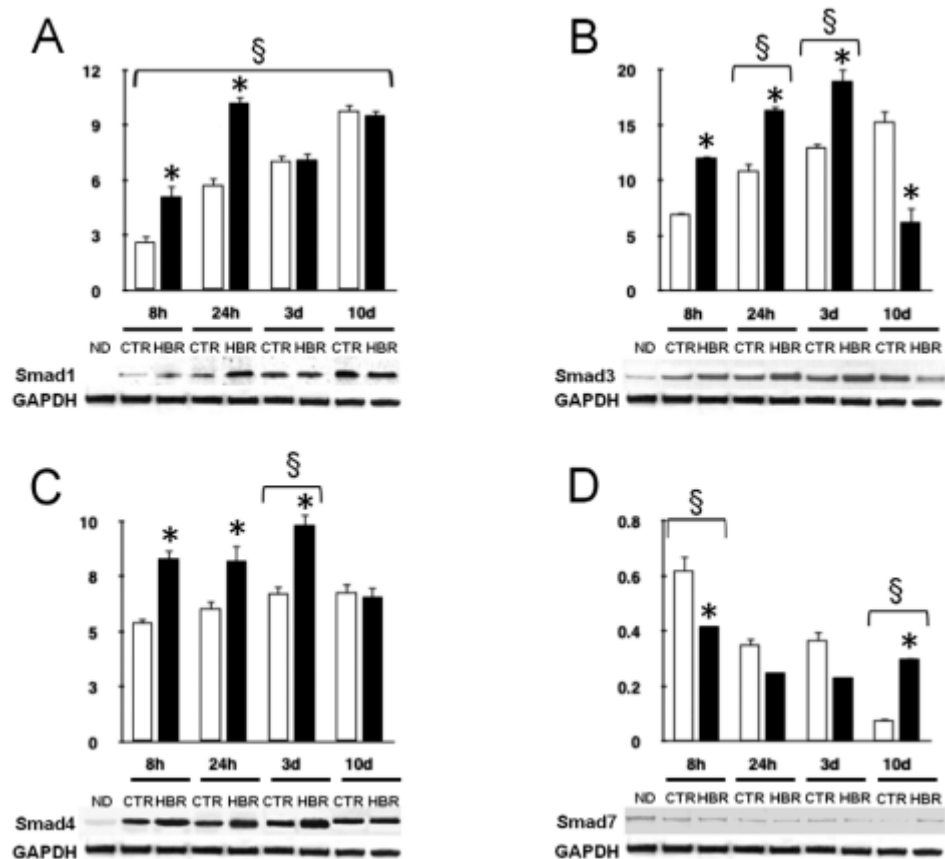 A
§
12
9
6
3
0
*
*
8h 24h 3d 10d
ND CTR HBR CTR HBR CTR HBR CTR HBR
Smad1
GAPDH
B
§
§
20
15
10
5
0
*
*
*
*
8h 24h 3d 10d
ND CTR HBR CTR HBR CTR HBR CTR HBR
Smad3
GAPDH
C
§
10
8
5
3
0
*
*
*
8h 24h 3d 10d
ND CTR HBR CTR HBR CTR HBR CTR HBR
Smad4
GAPDH
D
§
§
0.8
0.6
0.4
0.2
0
*
*
8h 24h 3d 10d
ND CTR HBR CTR HBR CTR HBR CTR HBR
Smad7
GAPDH